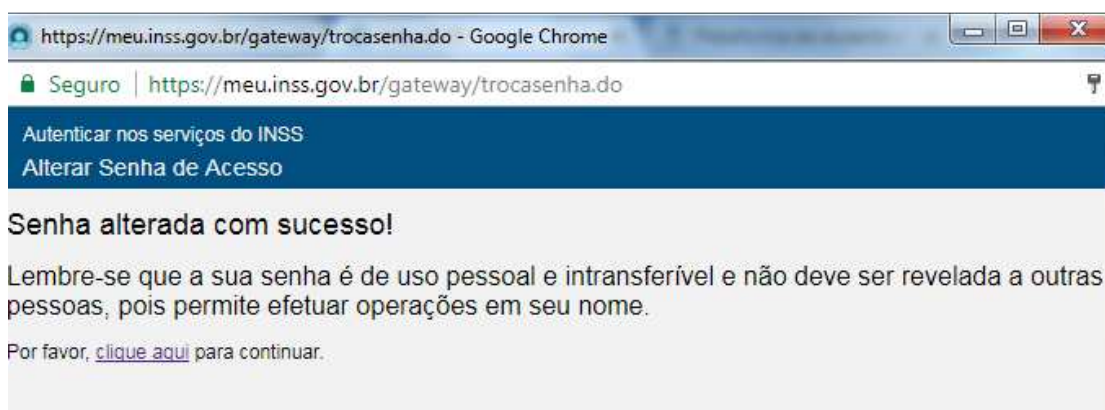 https://meu.inss.gov.br/gateway/trocasenha.do - Google Chrome
Seguro | https://meu.inss.gov.br/gateway/trocasenha.do
Autenticar nos serviços do INSS
Alterar Senha de Acesso
Senha alterada com sucesso!
Lembre-se que a sua senha é de uso pessoal e intransferível e não deve ser revelada a outras
pessoas, pois permite efetuar operações em seu nome.
Por favor, clique aqui para continuar.